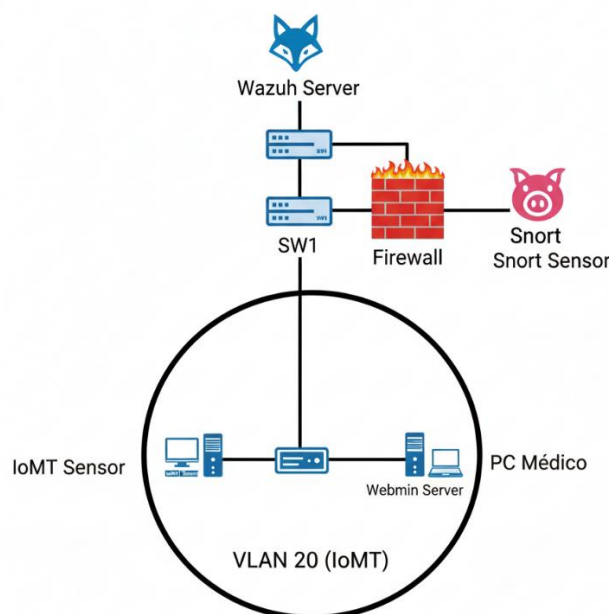 Wazuh Server
SW1
Firewall
Snort
Snort Sensor
IoMT Sensor
PC Médico
Webmin Server
VLAN 20 (IoMT)